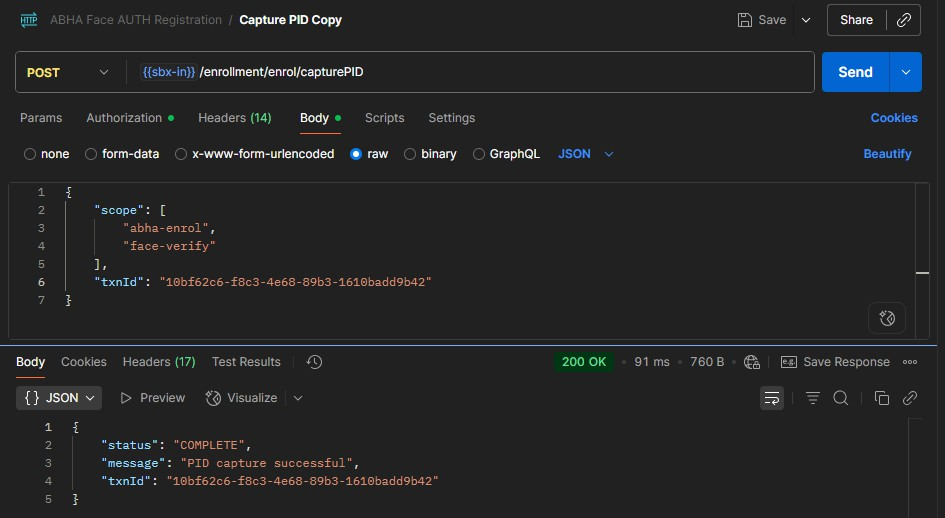 HTTP ABHA Face AUTH Registration / Capture PID Copy Save Share
POST {{sbx-in}} /enrollment/enrol/capturePID Send
Params Authorization Headers (14) Body Scripts Settings Cookies
none form-data x-www-form-urlencoded raw binary GraphQL JSON Beautify
1 {
2 "scope": [
3 "abha-enrol",
4 "face-verify"
5 ],
6 "txnId": "10bf62c6-f8c3-4e68-89b3-1610badd9b42"
7 }
Body Cookies Headers (17) Test Results 200 OK • 91 ms • 760 B • e.g. Save Response
{} JSON Preview Visualize
1 {
2 "status": "COMPLETE",
3 "message": "PID capture successful",
4 "txnId": "10bf62c6-f8c3-4e68-89b3-1610badd9b42"
5 }